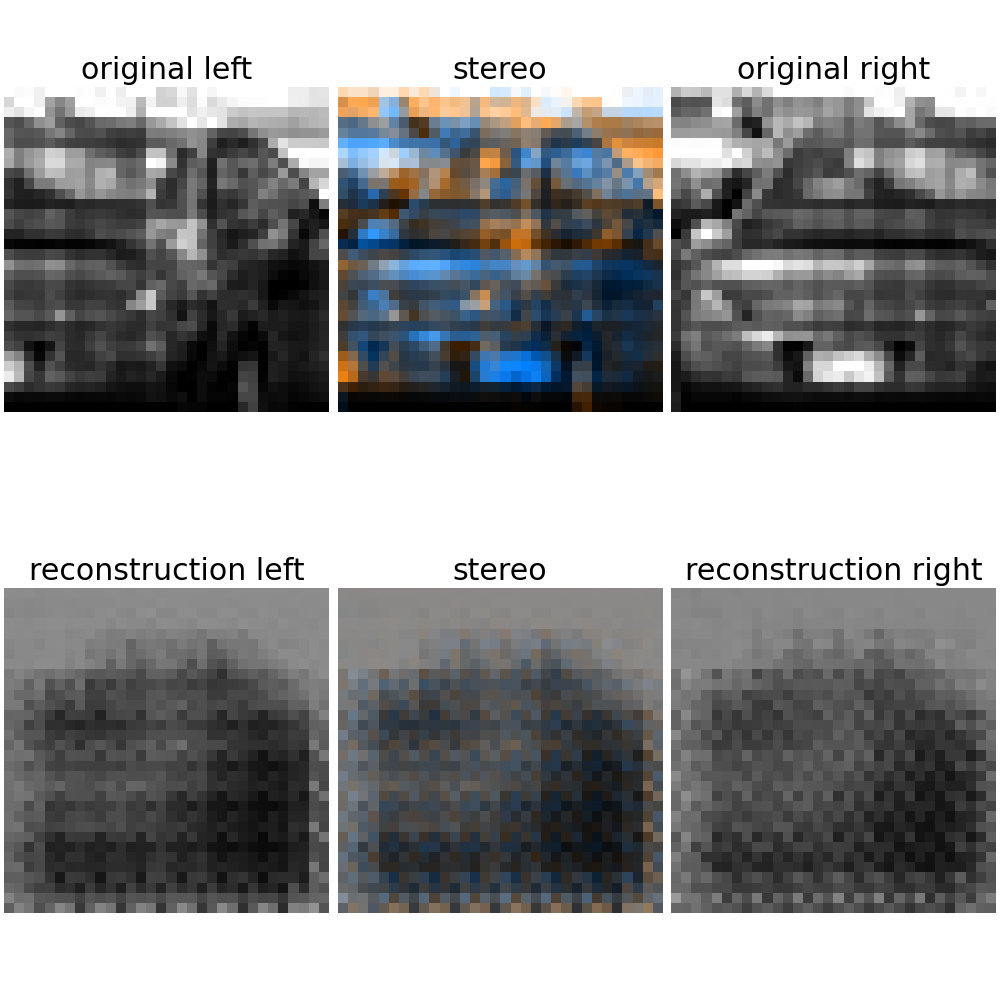 original left
stereo
original right
reconstruction left
stereo
reconstruction right